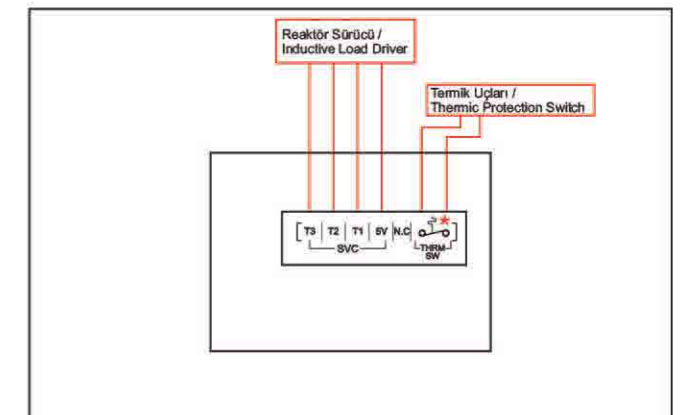 Reaktör Sürücü /
Inductive Load Driver
Termik Uçları /
Thermic Protection Switch
T3 T2 T1 5V N.C
SVC
THRM
SW